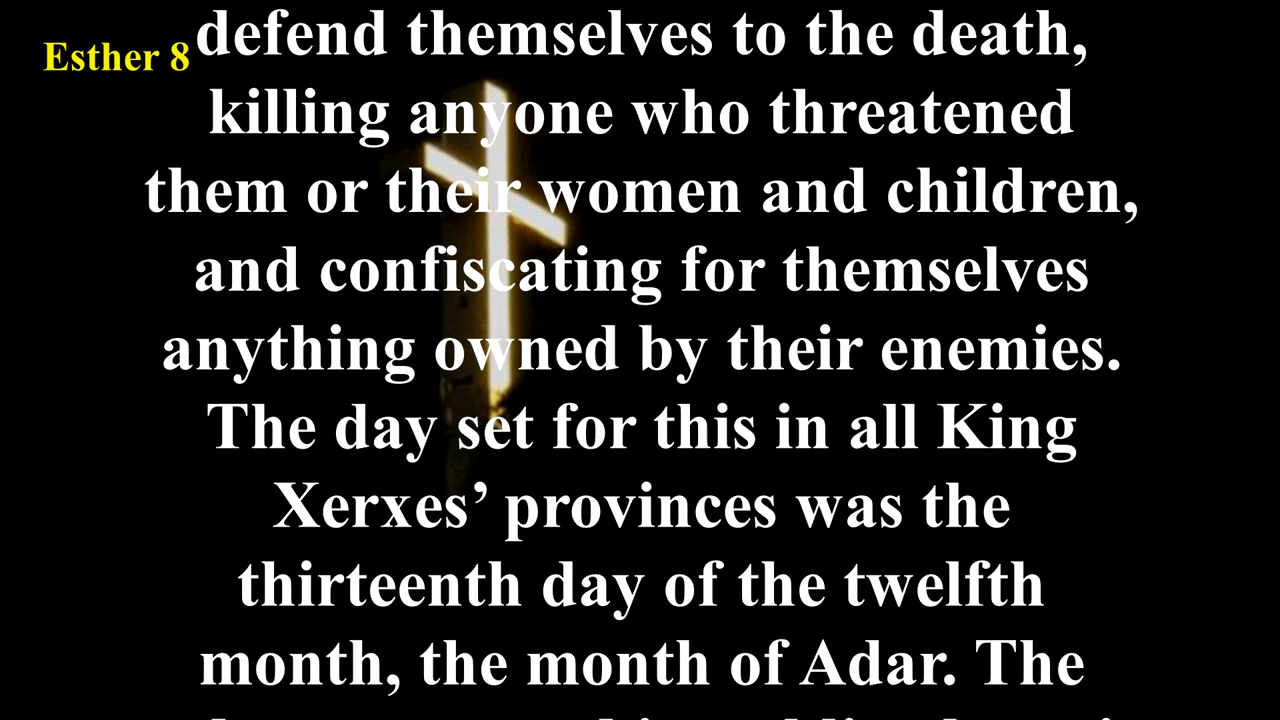 Esther 8
defend themselves to the death,
killing anyone who threatened
them or their women and children,
and confiscating for themselves
anything owned by their enemies.
The day set for this in all King
Xerxes’ provinces was the
thirteenth day of the twelfth
month, the month of Adar. The